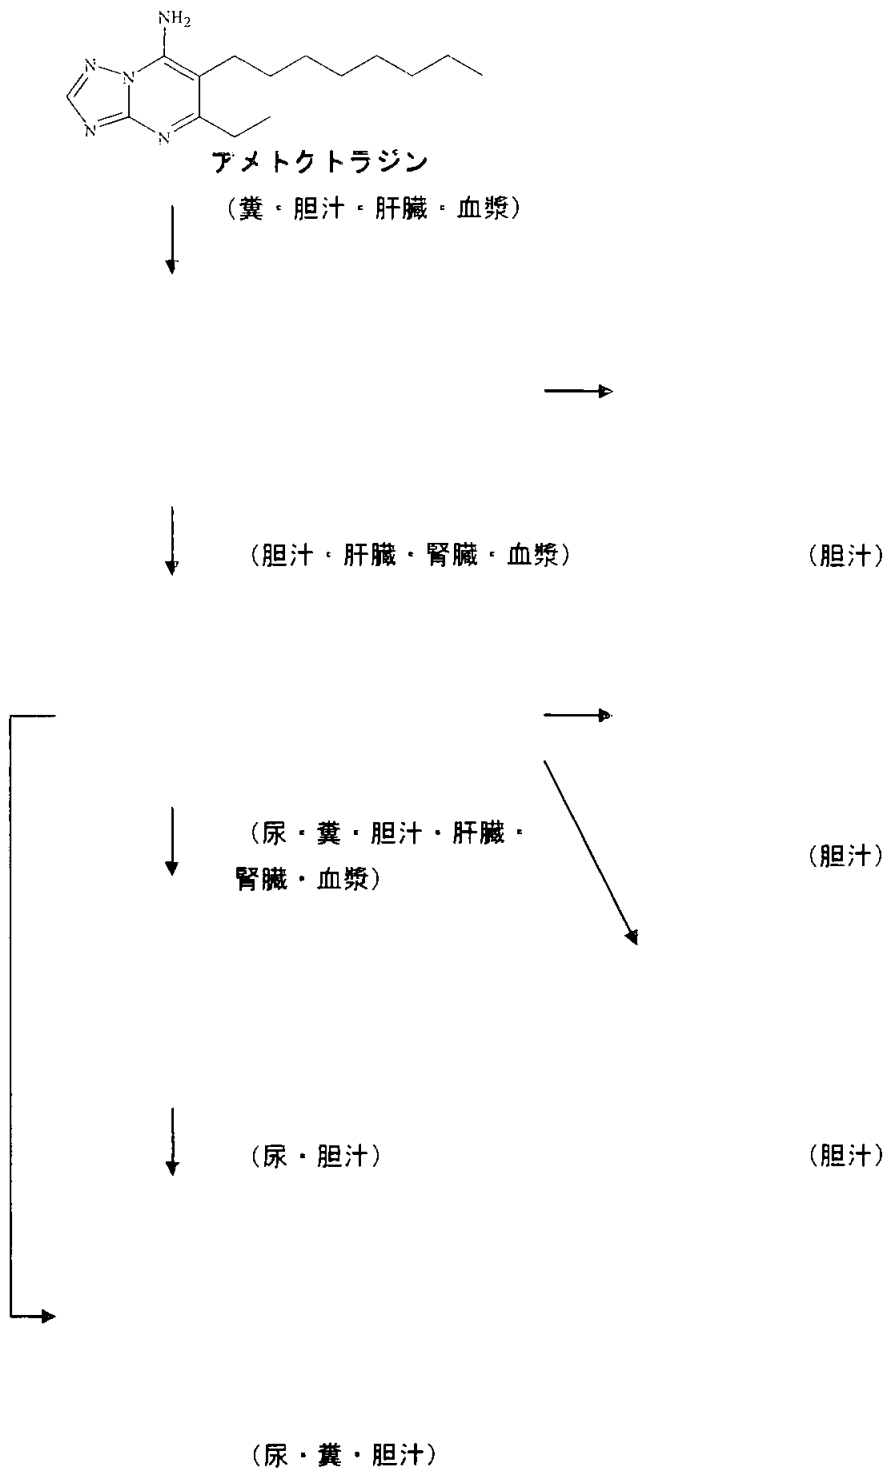 NH2
N
N
N
N
アメトクトラジン
(糞・胆汁・肝臓・血漿)
(胆汁・肝臓・腎臓・血漿)
(胆汁)
(尿・糞・胆汁・肝臓・
腎臓・血漿)
(胆汁)
(尿・胆汁)
(胆汁)
(尿・糞・胆汁)